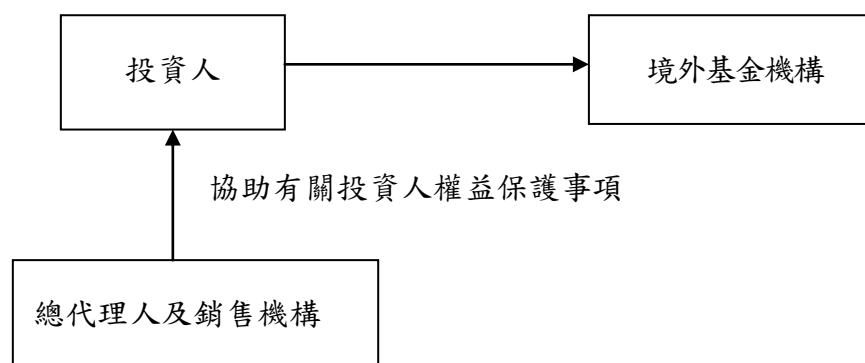 投資人
境外基金機構
協助有關投資人權益保護事項
總代理人及銷售機構